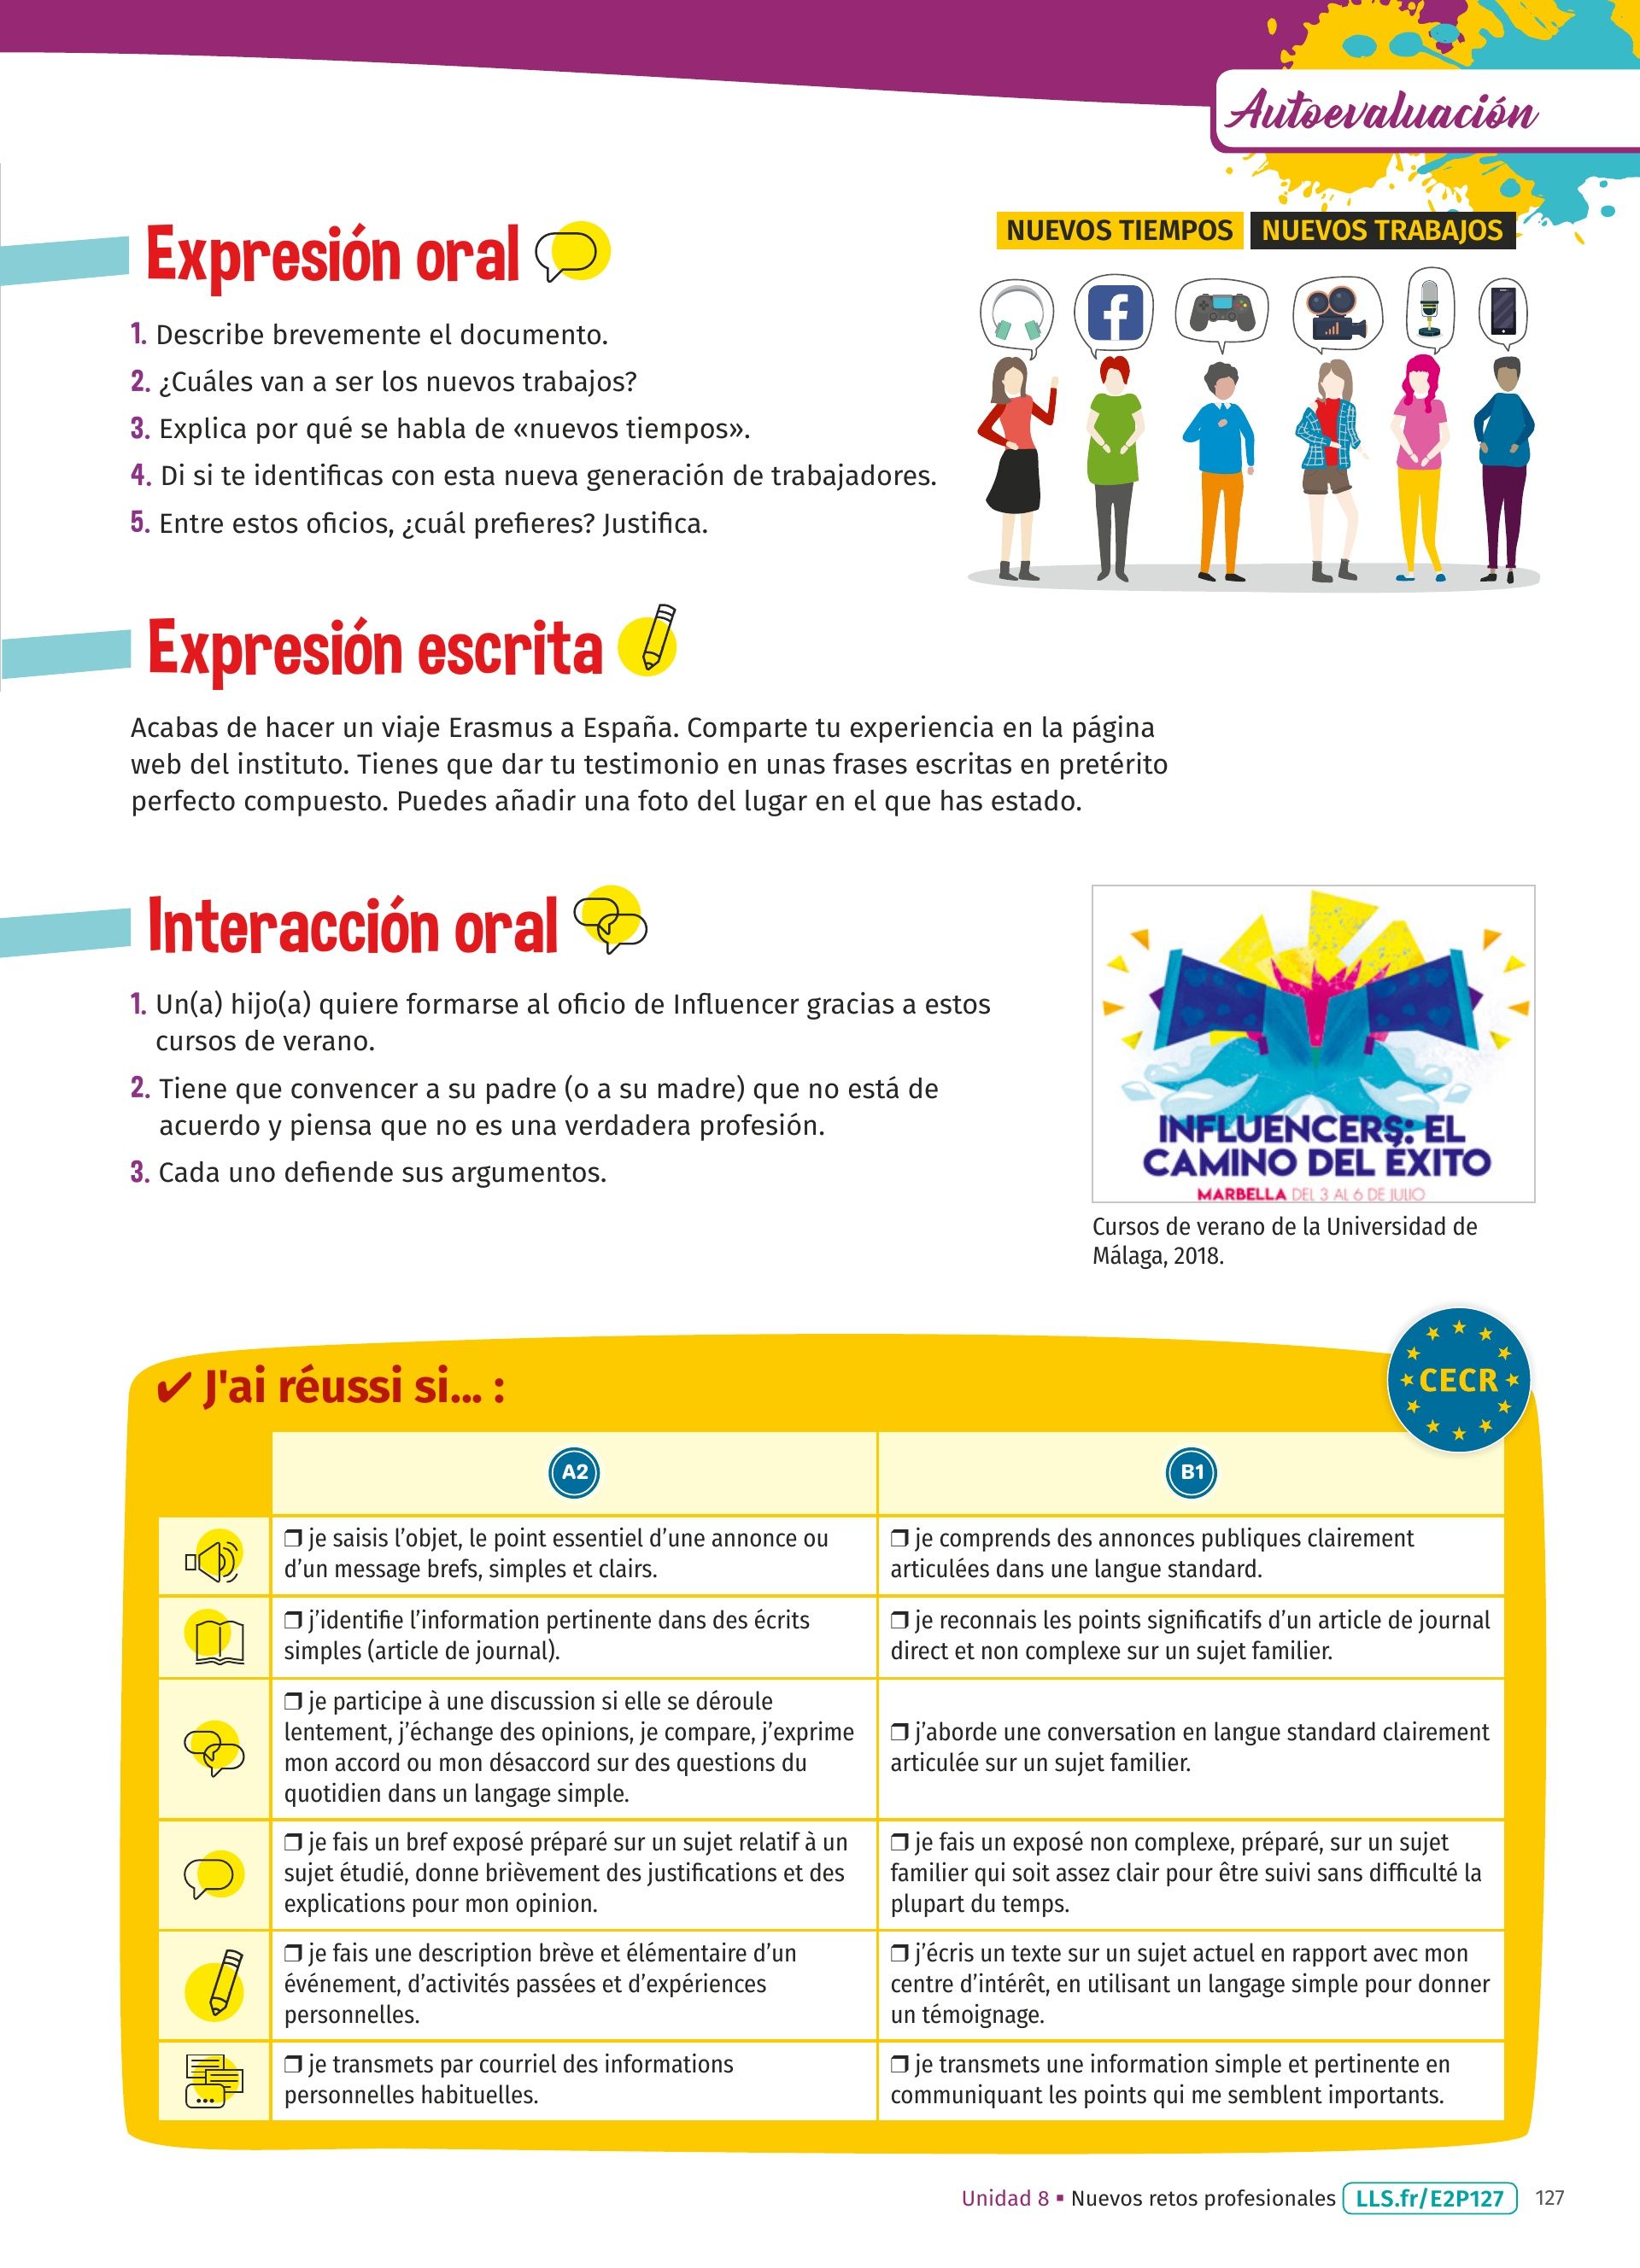 Autoevaluación
Expresión oral
1. Describe brevemente el documento.
2. ¿Cuáles van a ser los nuevos trabajos?
3. Explica por qué se habla de «nuevos tiempos».
4. Di si te identificas con esta nueva generación de trabajadores.
5. Entre estos oficios, ¿cuál prefieres? Justifica.
NUEVOS TIEMPOS NUEVOS TRABAJOS
f
Expresión escrita
Acabas de hacer un viaje Erasmus a España. Comparte tu experiencia en la página
web del instituto. Tienes que dar tu testimonio en unas frases escritas en pretérito
perfecto compuesto. Puedes añadir una foto del lugar en el que has estado.
Interacción oral
1. Un(a) hijo(a) quiere formarse al oficio de Influencer gracias a estos
cursos de verano.
2. Tiene que convencer a su padre (o a su madre) que no está de
acuerdo y piensa que no es una verdadera profesión.
3. Cada uno defiende sus argumentos.
INFLUENCERS: EL
CAMINO DEL ÉXITO
MARBELLA DEL 3 AL 6 DE JULIO
Cursos de verano de la Universidad de
Málaga, 2018.
✔ J'ai réussi si... :
CECR
A2
B1
❒ je saisis l'objet, le point essentiel d'une annonce ou
d'un message brefs, simples et clairs.
❒ je comprends des annonces publiques clairement
articulées dans une langue standard.
❒ j'identifie l'information pertinente dans des écrits
simples (article de journal).
❒ je reconnais les points significatifs d'un article de journal
direct et non complexe sur un sujet familier.
❒ je participe à une discussion si elle se déroule
lentement, j'échange des opinions, je compare, j'exprime
mon accord ou mon désaccord sur des questions du
quotidien dans un langage simple.
❒ j'aborde une conversation en langue standard clairement
articulée sur un sujet familier.
❒ je fais un bref exposé préparé sur un sujet relatif à un
sujet étudié, donne brièvement des justifications et des
explications pour mon opinion.
❒ je fais un exposé non complexe, préparé, sur un sujet
familier qui soit assez clair pour être suivi sans difficulté la
plupart du temps.
❒ je fais une description brève et élémentaire d'un
événement, d'activités passées et d'expériences
personnelles.
❒ j'écris un texte sur un sujet actuel en rapport avec mon
centre d'intérêt, en utilisant un langage simple pour donner
un témoignage.
❒ je transmets par courriel des informations
personnelles habituelles.
❒ je transmets une information simple et pertinente en
communiquant les points qui me semblent importants.
Unidad 8 ▪ Nuevos retos profesionales LLS.fr/E2P127 127